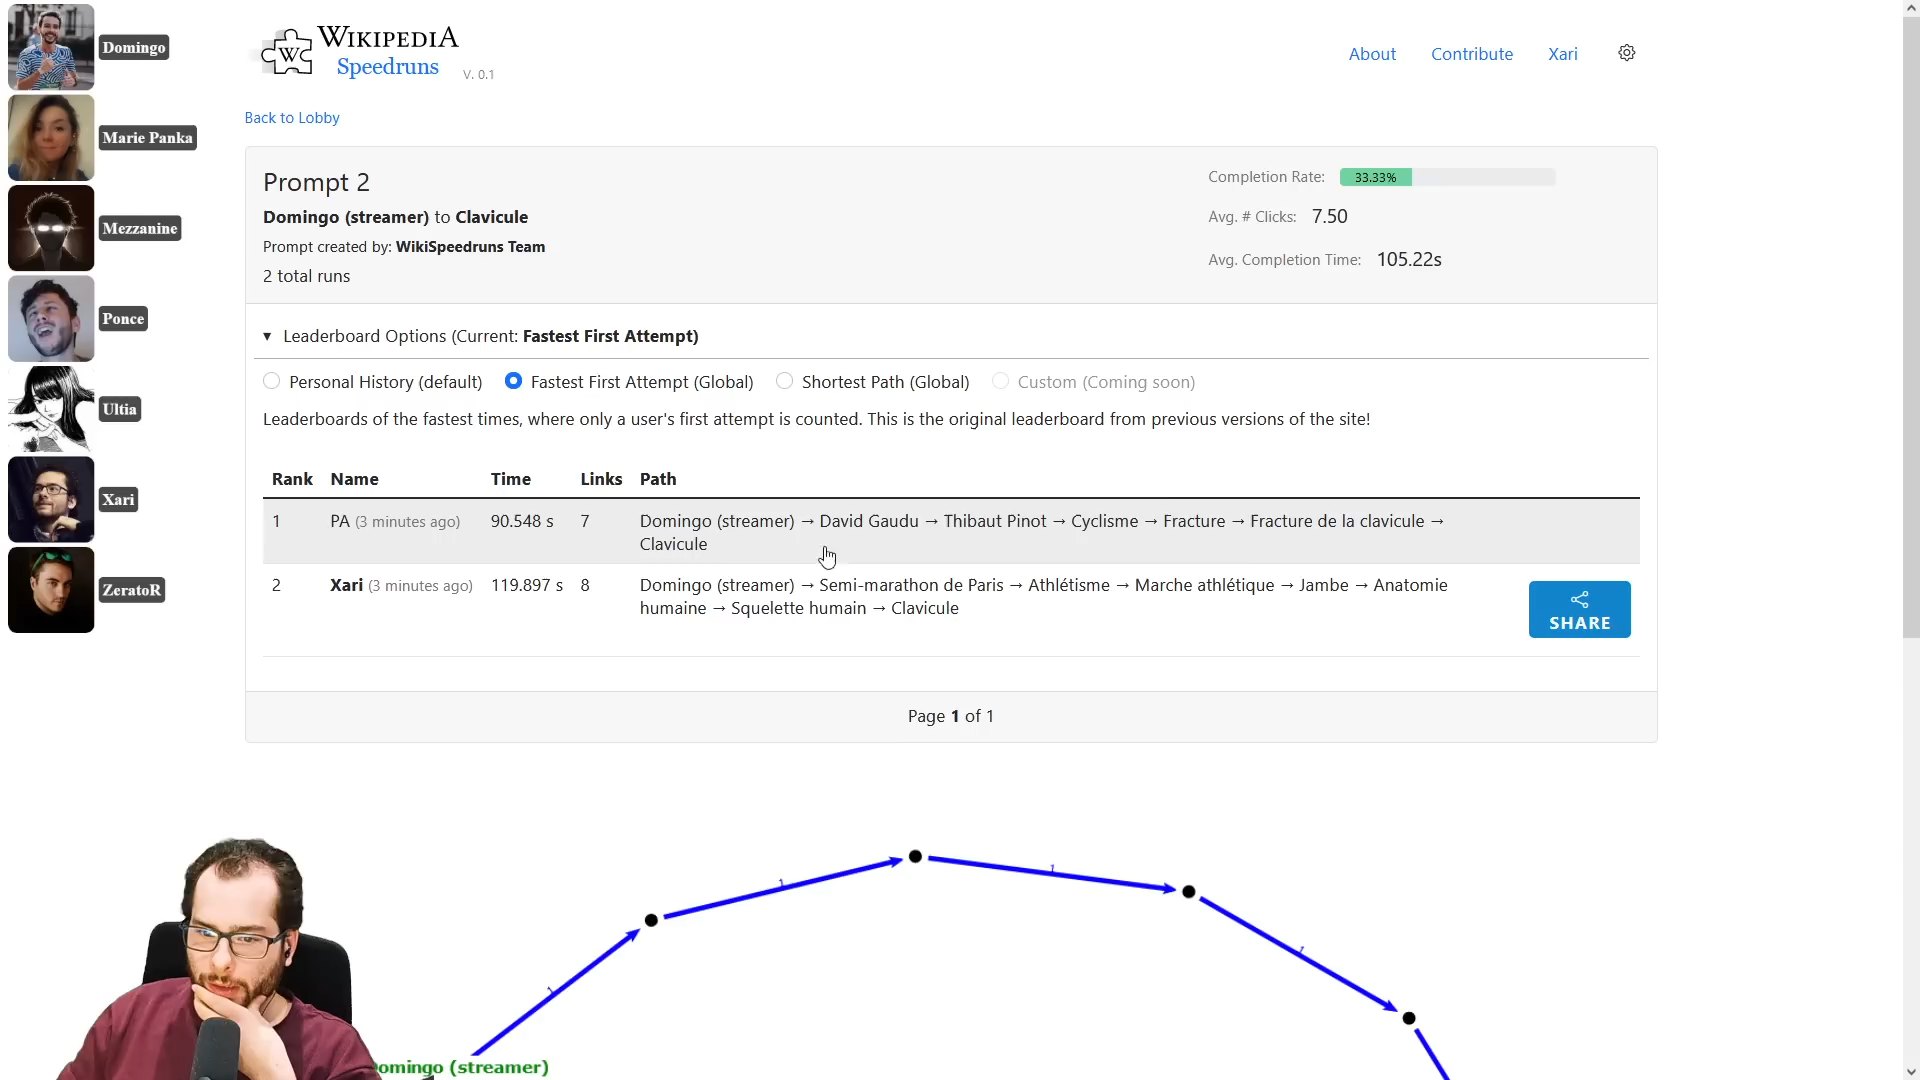 Domingo
Marie Panka
Mezzanine
Ponce
Ultia
Xari
ZeratoR
W
WIKIPEDIA
Speedruns
V. 0.1
About
Contribute
Xari
Back to Lobby
Prompt 2
Domingo (streamer) to Clavicule
Prompt created by: WikiSpeedruns Team
2 total runs
Completion Rate: 33.33%
Avg. # Clicks: 7.50
Avg. Completion Time: 105.22s
▼ Leaderboard Options (Current: Fastest First Attempt)
Personal History (default) Fastest First Attempt (Global) Shortest Path (Global) Custom (Coming soon)
Leaderboards of the fastest times, where only a user's first attempt is counted. This is the original leaderboard from previous versions of the site!
Rank Name Time Links Path
1 PA (3 minutes ago) 90.548 s 7 Domingo (streamer) → David Gaudu → Thibaut Pinot → Cyclisme → Fracture → Fracture de la clavicule →
Clavicule
2 Xari (3 minutes ago) 119.897 s 8 Domingo (streamer) → Semi-marathon de Paris → Athlétisme → Marche athlétique → Jambe → Anatomie
humaine → Squelette humain → Clavicule
SHARE
Page 1 of 1
1
1
1
1
omingo (streamer)